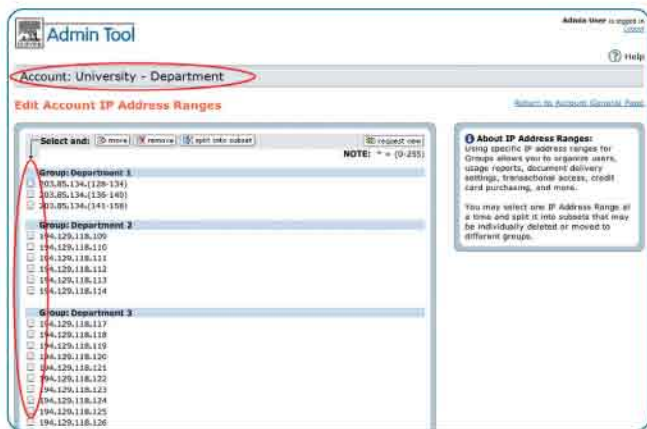 Admin Tool
Admin User is logged in
Logout
Help
Account: University - Department
Edit Account IP Address Ranges
Return to Account General Page
Select and: move remove split into subset request new
NOTE: * = (0-255)
Group: Department 1
203.85.134.(128-134)
203.85.134.(136-140)
203.85.134.(141-158)
Group: Department 2
194.129.118.109
194.129.118.110
194.129.118.111
194.129.118.112
194.129.118.113
194.129.118.114
Group: Department 3
194.129.118.117
194.129.118.118
194.129.118.119
194.129.118.120
194.129.118.121
194.129.118.122
194.129.118.123
194.129.118.124
194.129.118.125
194.129.118.126
About IP Address Ranges:
Using specific IP address ranges for
Groups allows you to organize users,
usage reports, document delivery
settings, transactional access, credit
card purchasing, and more.
You may select one IP Address Range at
a time and split it into subsets that may
be individually deleted or moved to
different groups.